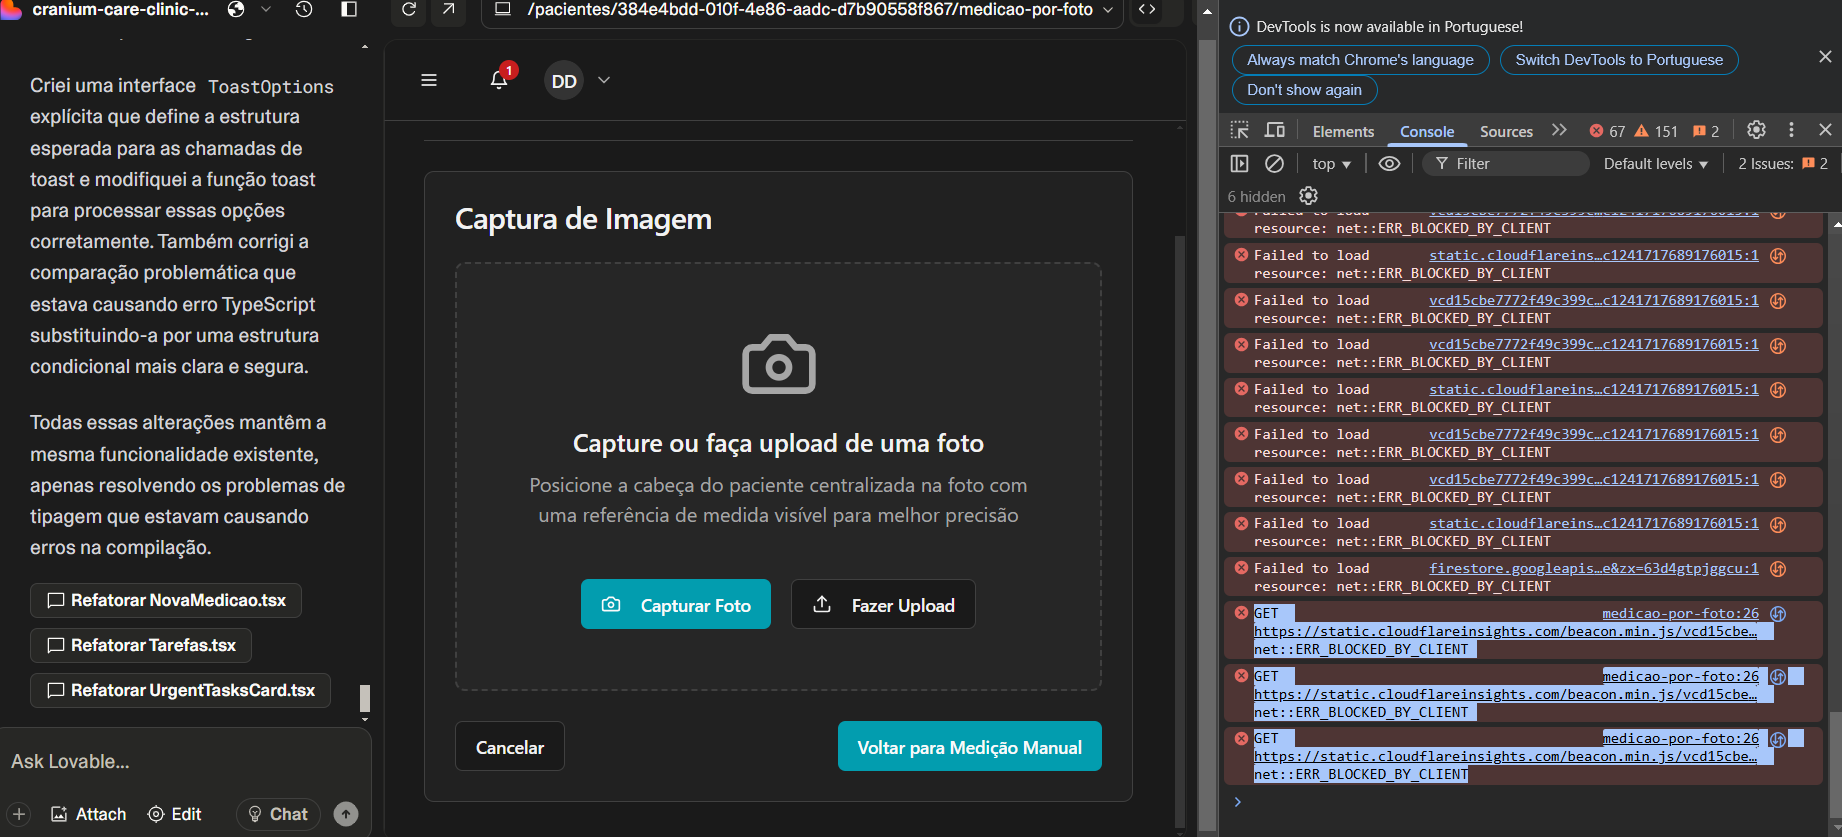 cranium-care-clinic-...
Criei uma interface ToastOptions
explícita que define a estrutura
esperada para as chamadas de
toast e modifiquei a função toast
para processar essas opções
corretamente. Também corrigi a
comparação problemática que
estava causando erro TypeScript
substituindo-a por uma estrutura
condicional mais clara e segura.
Todas essas alterações mantêm a
mesma funcionalidade existente,
apenas resolvendo os problemas de
tipagem que estavam causando
erros na compilação.
Refatorar NovaMedicao.tsx
Refatorar Tarefas.tsx
Refatorar UrgentTasksCard.tsx
Ask Lovable...
Attach
Edit
Chat
/pacientes/384e4bdd-010f-4e86-aadc-d7b90558f867/medicao-por-foto
1
DD
Captura de Imagem
Capture ou faça upload de uma foto
Posicione a cabeça do paciente centralizada na foto com
uma referência de medida visível para melhor precisão
Capturar Foto
Fazer Upload
Cancelar
Voltar para Medição Manual
DevTools is now available in Portuguese!
Always match Chrome's language
Switch DevTools to Portuguese
Don't show again
Elements Console Sources 67 151 2
top Filter Default levels 2 Issues: 2
6 hidden
Failed to load vcd15cbe7772f49c399c…c1241717689176015:1
resource: net::ERR_BLOCKED_BY_CLIENT
Failed to load static.cloudflareins…c1241717689176015:1
resource: net::ERR_BLOCKED_BY_CLIENT
Failed to load vcd15cbe7772f49c399c…c1241717689176015:1
resource: net::ERR_BLOCKED_BY_CLIENT
Failed to load vcd15cbe7772f49c399c…c1241717689176015:1
resource: net::ERR_BLOCKED_BY_CLIENT
Failed to load static.cloudflareins…c1241717689176015:1
resource: net::ERR_BLOCKED_BY_CLIENT
Failed to load vcd15cbe7772f49c399c…c1241717689176015:1
resource: net::ERR_BLOCKED_BY_CLIENT
Failed to load vcd15cbe7772f49c399c…c1241717689176015:1
resource: net::ERR_BLOCKED_BY_CLIENT
Failed to load static.cloudflareins…c1241717689176015:1
resource: net::ERR_BLOCKED_BY_CLIENT
Failed to load firestore.googleapis…e&zx=63d4gtpjggcu:1
resource: net::ERR_BLOCKED_BY_CLIENT
GET medicao-por-foto:26
https://static.cloudflareinsights.com/beacon.min.js/vcd15cbe…
net::ERR_BLOCKED_BY_CLIENT
GET medicao-por-foto:26
https://static.cloudflareinsights.com/beacon.min.js/vcd15cbe…
net::ERR_BLOCKED_BY_CLIENT
GET medicao-por-foto:26
https://static.cloudflareinsights.com/beacon.min.js/vcd15cbe…
net::ERR_BLOCKED_BY_CLIENT